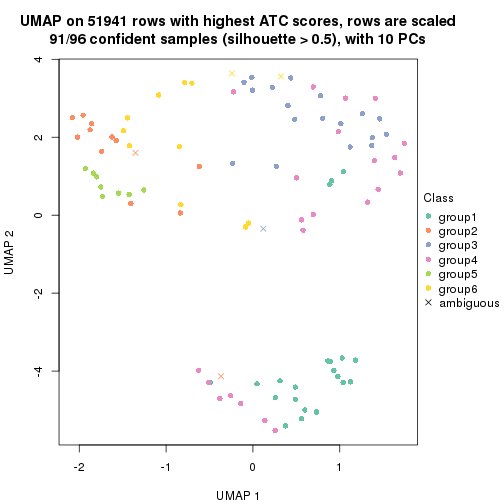 UMAP on 51941 rows with highest ATC scores, rows are scaled
91/96 confident samples (silhouette > 0.5), with 10 PCs
4
2
0
-2
-4
UMAP 2
-2
-1
0
1
UMAP 1
Class
group1
group2
group3
group4
group5
group6
ambiguous